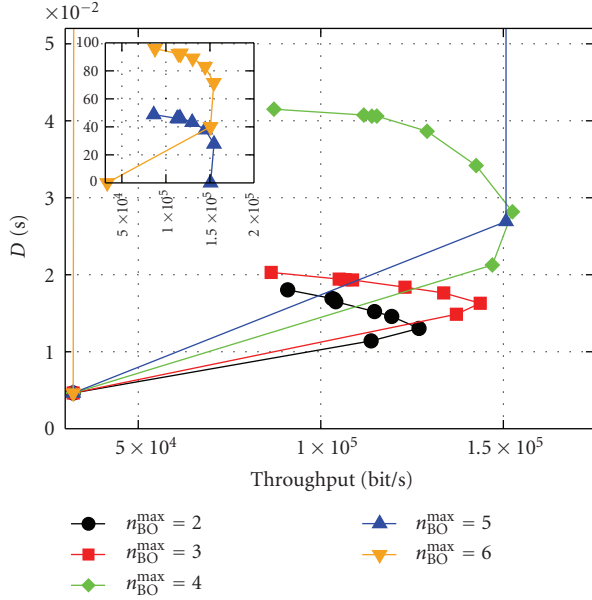 ×10⁻²
5
4
3
2
1
0
D (s)
100
80
60
40
20
0
5 × 10⁴
1 × 10⁵
1.5 × 10⁵
2 × 10⁵
5 × 10⁴
1 × 10⁵
1.5 × 10⁵
Throughput (bit/s)
n_BO^max = 2
n_BO^max = 3
n_BO^max = 4
n_BO^max = 5
n_BO^max = 6